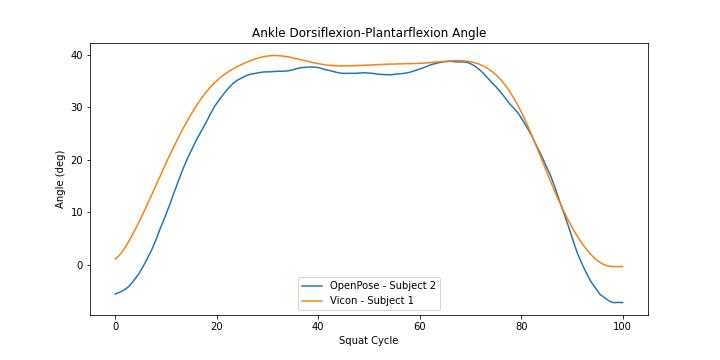 Ankle Dorsiflexion-Plantarflexion Angle
40
30
20
10
0
Angle (deg)
OpenPose - Subject 2
Vicon - Subject 1
0 20 40 60 80 100
Squat Cycle